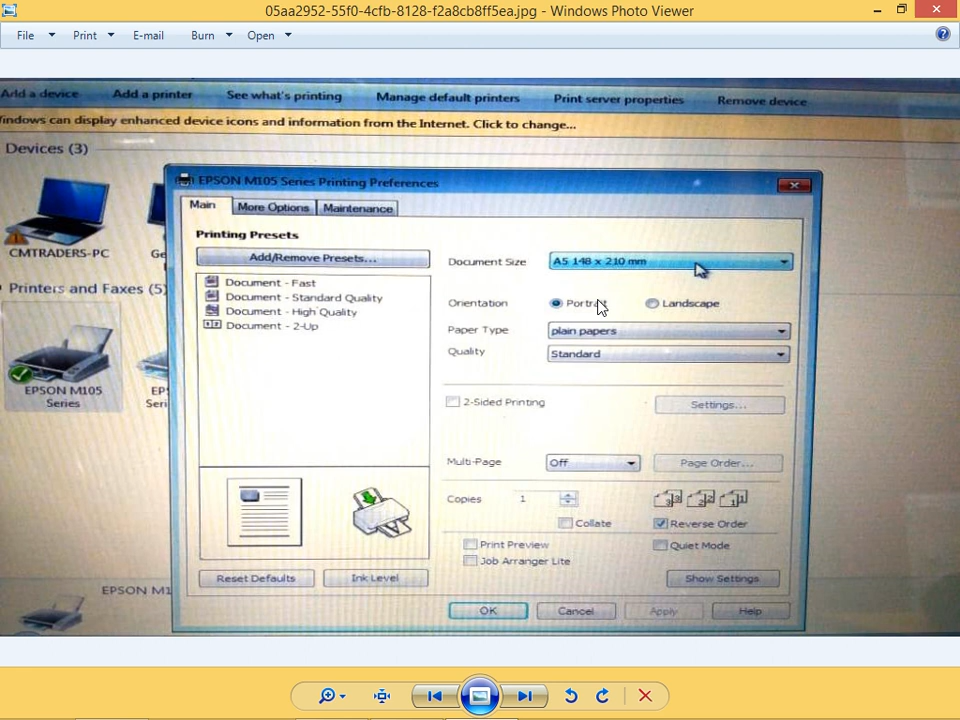 05aa2952-55f0-4cfb-8128-f2a8cb8ff5ea.jpg - Windows Photo Viewer
File Print E-mail Burn Open
Add a device Add a printer See what's printing Manage default printers Print server properties Remove device
indows can display enhanced device icons and information from the Internet. Click to change...
Devices (3)
CMTRADERS-PC Ge
Printers and Faxes (5)
EPSON M105 EP
Series Seri
EPSON M1
EPSON M105 Series Printing Preferences
Main More Options Maintenance
Printing Presets
Add/Remove Presets...
Document - Fast
Document - Standard Quality
Document - High Quality
Document - 2-Up
Reset Defaults Ink Level
Document Size A5 148 x 210 mm
Orientation Portrait Landscape
Paper Type plain papers
Quality Standard
2-Sided Printing Settings...
Multi-Page Off Page Order...
Copies 1
Collate Reverse Order
Print Preview Quiet Mode
Job Arranger Lite
Show Settings
OK Cancel Apply Help